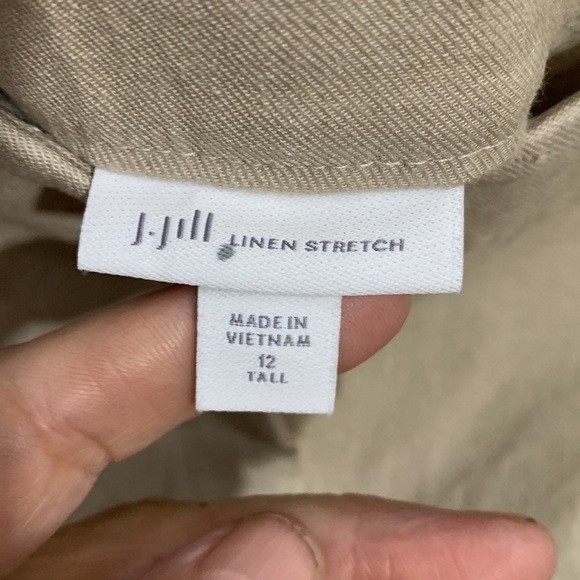 J.Jill LINEN STRETCH
MADE IN
VIETNAM
12
TALL